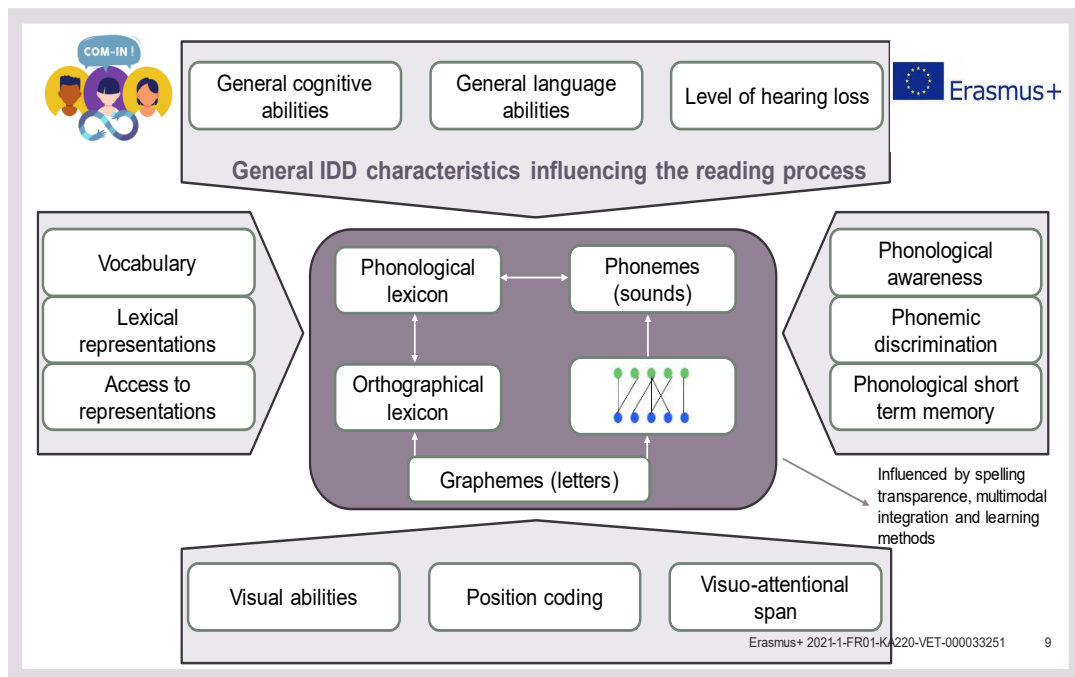 COM-IN !
General cognitive
abilities
General language
abilities
Level of hearing loss
Erasmus+
General IDD characteristics influencing the reading process
Vocabulary
Lexical
representations
Access to
representations
Phonological
lexicon
Phonemes
(sounds)
Orthographical
lexicon
Graphemes (letters)
Phonological
awareness
Phonemic
discrimination
Phonological short
term memory
Influenced by spelling
transparence, multimodal
integration and learning
methods
Visual abilities
Position coding
Visuo-attentional
span
Erasmus+ 2021-1-FR01-KA220-VET-000033251
9